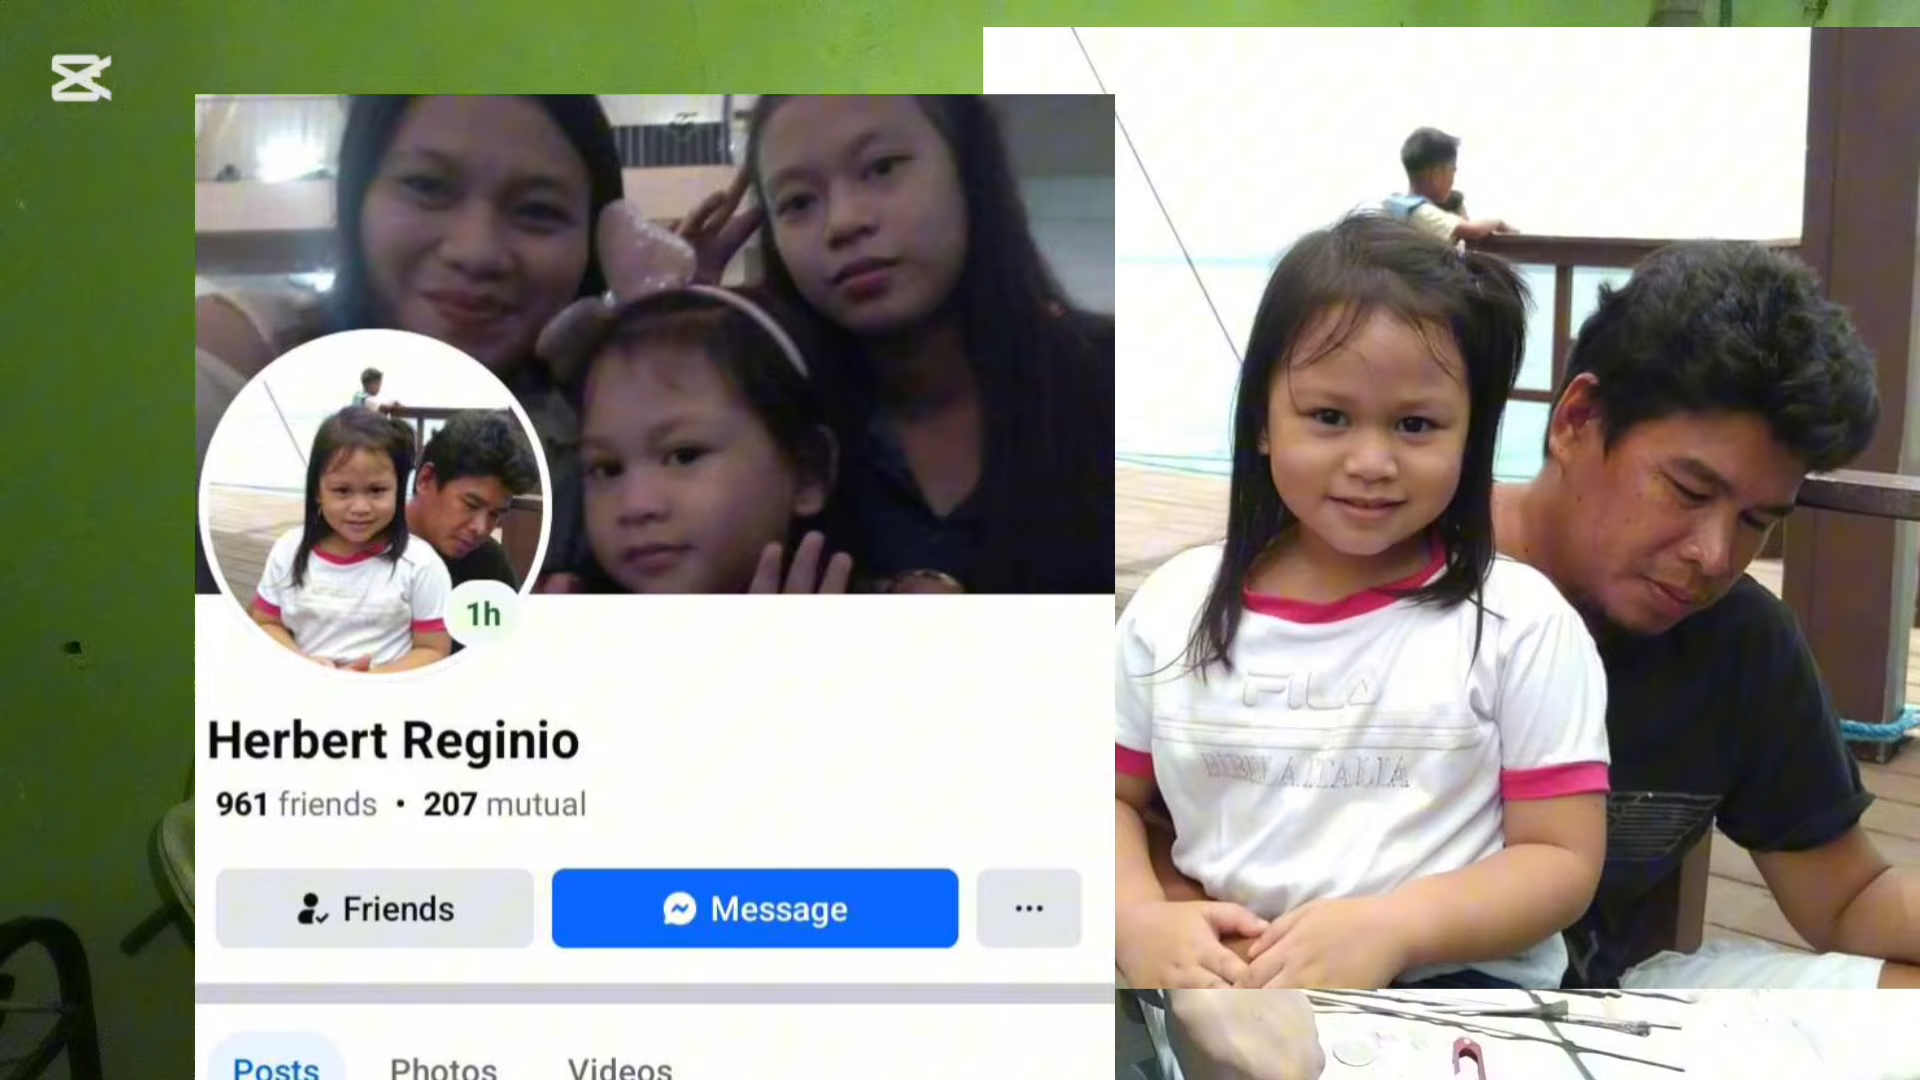 1h
Herbert Reginio
961 friends • 207 mutual
Friends
Message
Posts Photos Videos
FILA